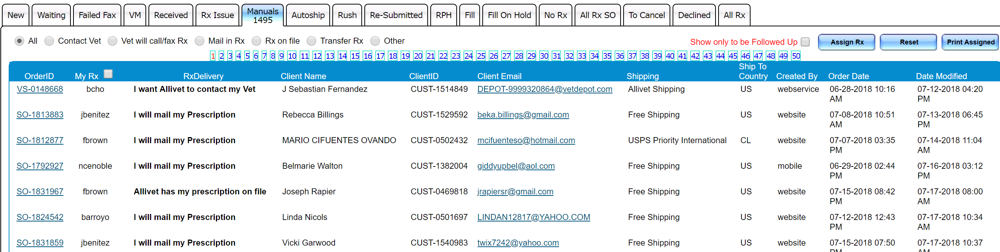 New Waiting Failed Fax VM Received Rx Issue Manuals 1495 Autoship Rush Re-Submitted RPH Fill Fill On Hold No Rx All Rx SO To Cancel Declined All Rx
All Contact Vet Vet will call/fax Rx Mail in Rx Rx on file Transfer Rx Other Show only to be Followed Up Assign Rx Reset Print Assigned
1 2 3 4 5 6 7 8 9 10 11 12 13 14 15 16 17 18 19 20 21 22 23 24 25 26 27 28 29 30 31 32 33 34 35 36 37 38 39 40 41 42 43 44 45 46 47 48 49 50
OrderID My Rx RxDelivery Client Name ClientID Client Email Shipping Ship To Country Created By Order Date Date Modified
VS-0148668 bcho I want Allivet to contact my Vet J Sebastian Fernandez CUST-1514849 DEPOT-9999320864@vetdepot.com Allivet Shipping US webservice 06-28-2018 10:16 AM 07-12-2018 04:20 PM
SO-1813883 jbenitez I will mail my Prescription Rebecca Billings CUST-1529592 beka.billings@gmail.com Free Shipping US website 07-08-2018 10:51 AM 07-13-2018 06:45 PM
SO-1812877 fbrown I will mail my Prescription MARIO CIFUENTES OVANDO CUST-0502432 mcifuenteso@hotmail.com USPS Priority International CL website 07-07-2018 03:35 PM 07-14-2018 11:04 AM
SO-1792927 ncenoble I will mail my Prescription Belmarie Walton CUST-1382004 giddyupbel@aol.com Free Shipping US mobile 06-29-2018 02:44 PM 07-16-2018 03:12 PM
SO-1831967 fbrown Allivet has my prescription on file Joseph Rapier CUST-0469818 jrapiersr@gmail.com Free Shipping US website 07-15-2018 08:42 PM 07-17-2018 08:00 AM
SO-1824542 barroyo I will mail my Prescription Linda Nicols CUST-0501697 LINDAN12817@YAHOO.COM Free Shipping US website 07-12-2018 12:43 PM 07-17-2018 10:34 AM
SO-1831859 jbenitez I will mail my Prescription Vicki Garwood CUST-1540983 twix7242@yahoo.com Free Shipping US website 07-15-2018 07:50 PM 07-17-2018 10:37 AM